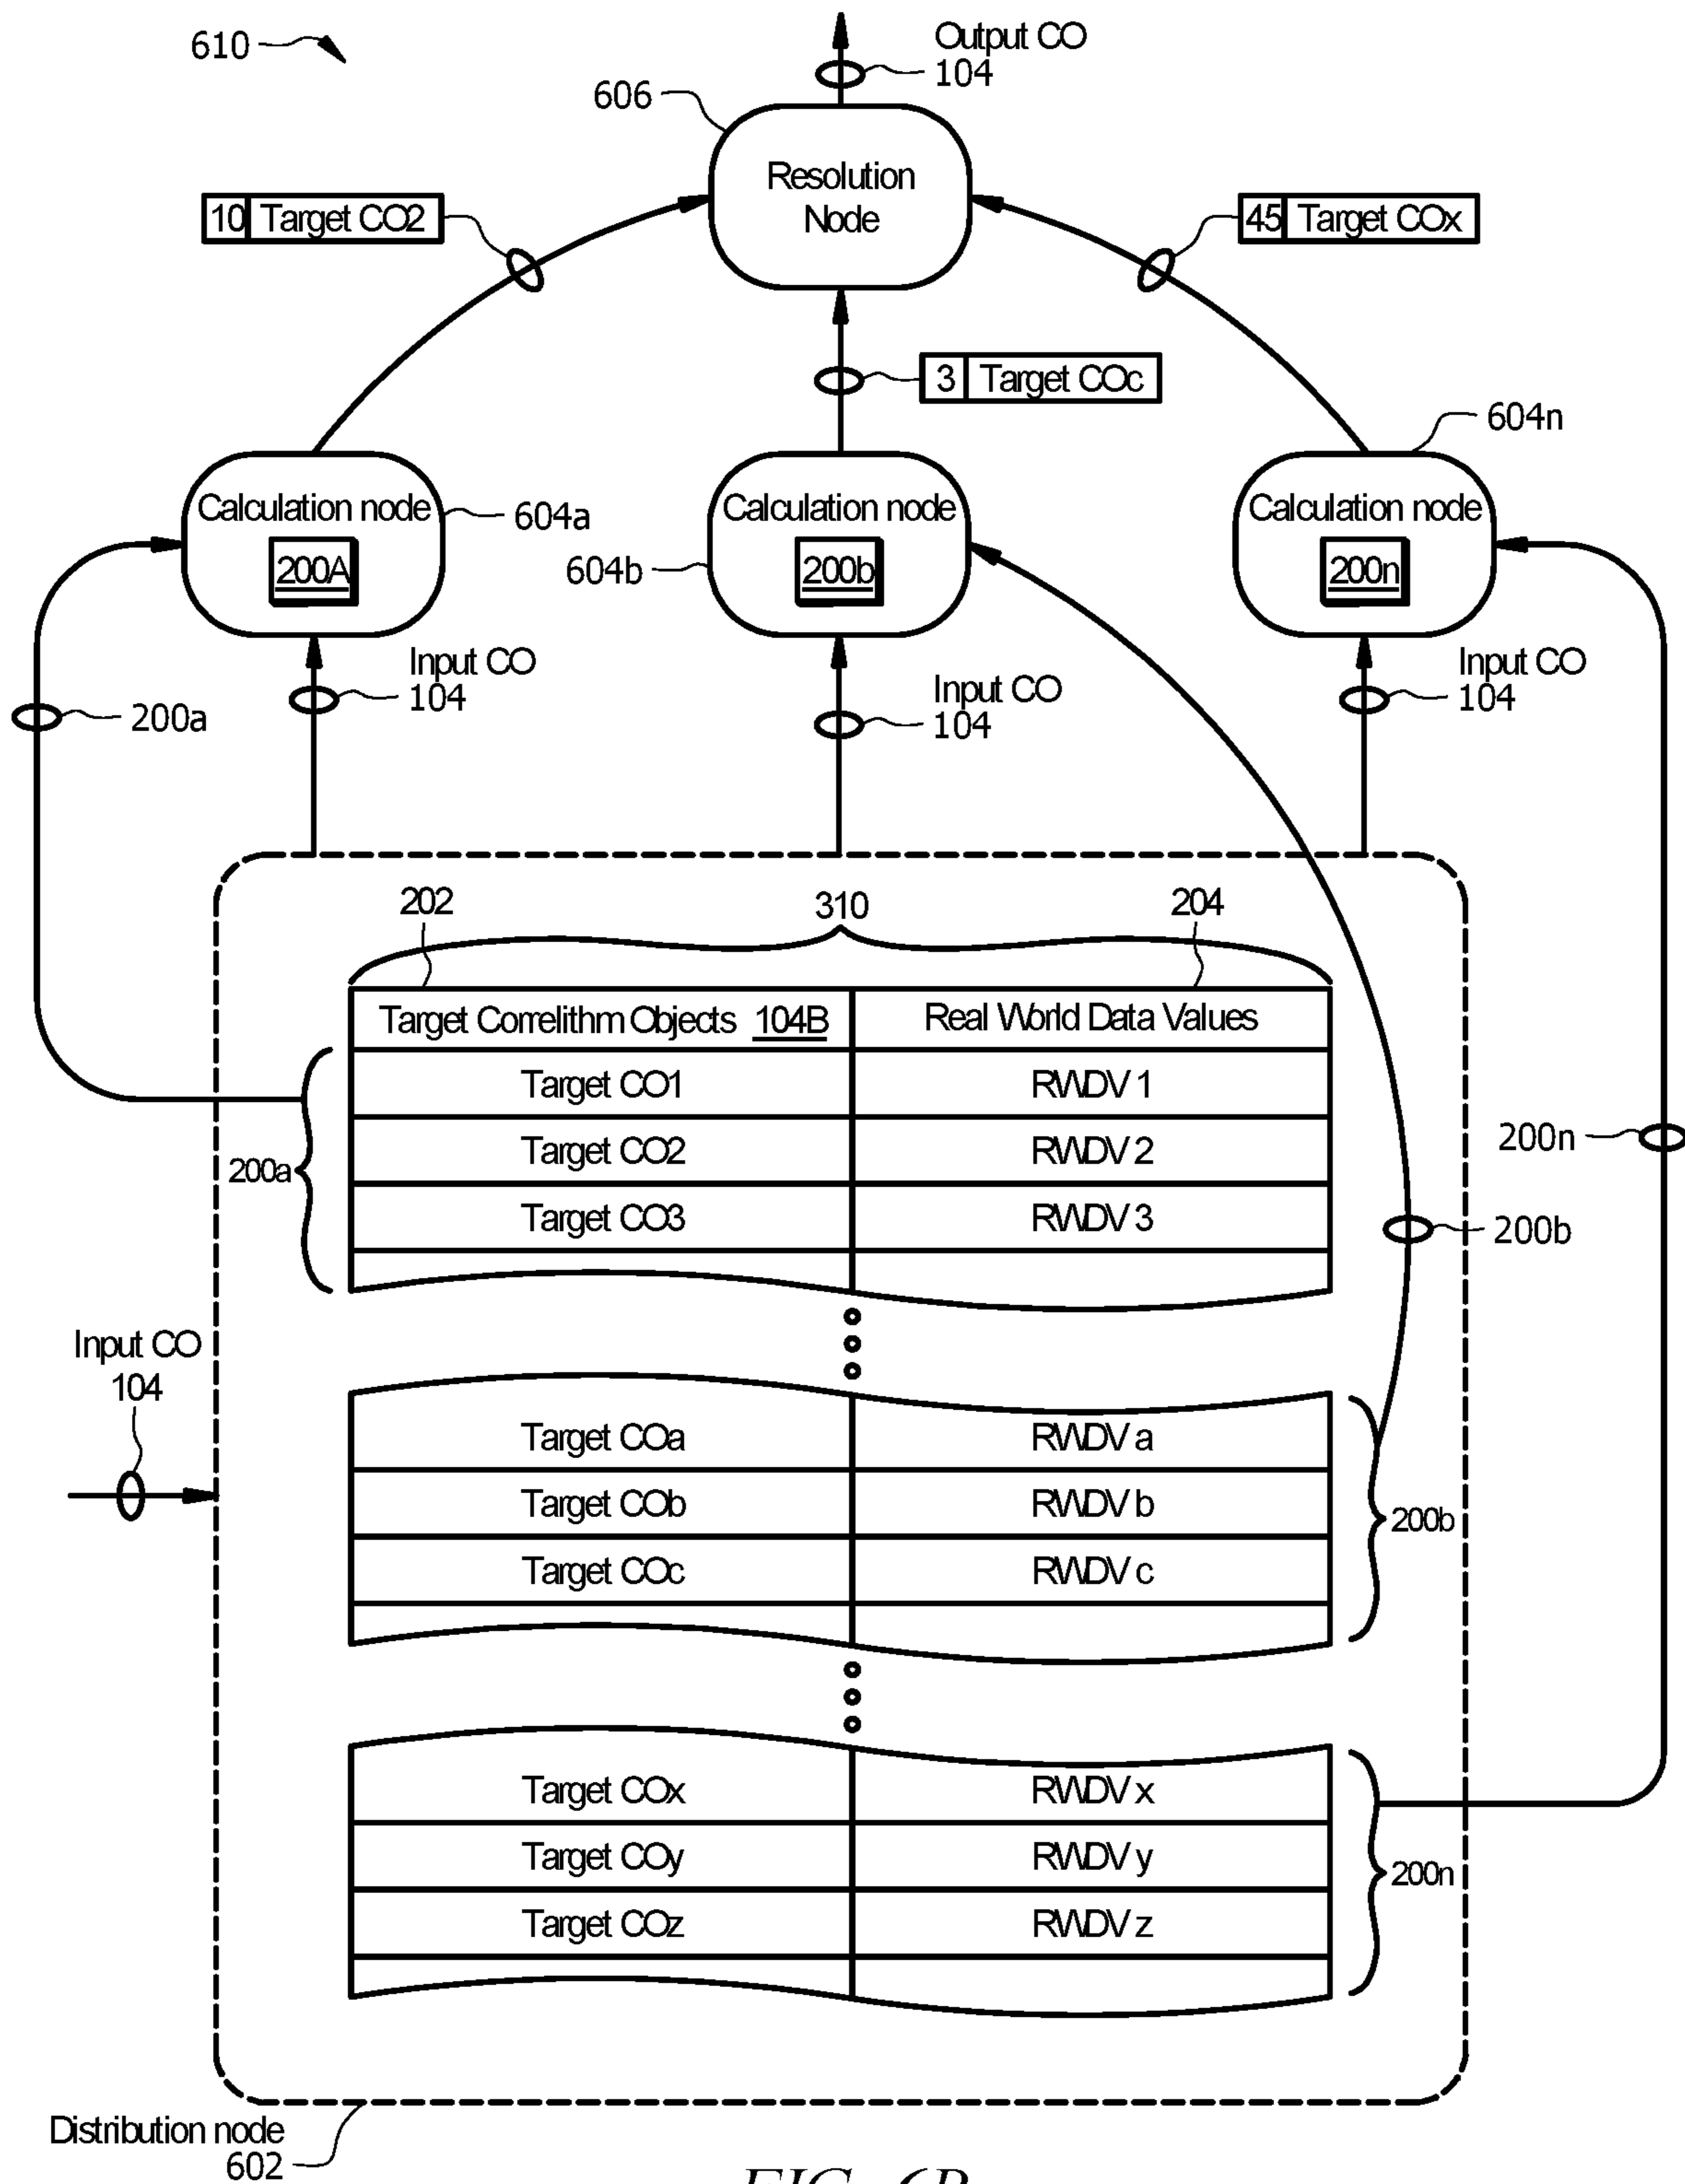 610
Output CO
104
606
Resolution
Node
10 Target CO2
45 Target COx
3 Target COc
604n
Calculation node
200A
604a
Calculation node
200b
604b
Calculation node
200n
Input CO
104
Input CO
104
Input CO
104
200a
202
310
204
Target Correlithm Objects 104B Real World Data Values
Target CO1 RWDV 1
Target CO2 RWDV 2
Target CO3 RWDV 3
200a
200n
200b
Input CO
104
Target COa RWDV a
Target COb RWDV b
Target COc RWDV c
200b
Target COx RWDV x
Target COy RWDV y
Target COz RWDV z
200n
Distribution node
602
FIG. 6B